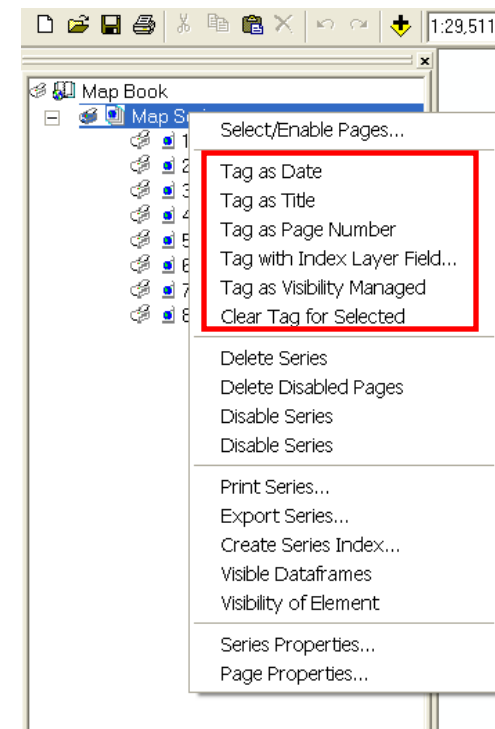 1:29,511
Map Book
Map Se
1
2
3
4
5
6
7
8
Select/Enable Pages...
Tag as Date
Tag as Title
Tag as Page Number
Tag with Index Layer Field...
Tag as Visibility Managed
Clear Tag for Selected
Delete Series
Delete Disabled Pages
Disable Series
Disable Series
Print Series...
Export Series...
Create Series Index...
Visible Dataframes
Visibility of Element
Series Properties...
Page Properties...